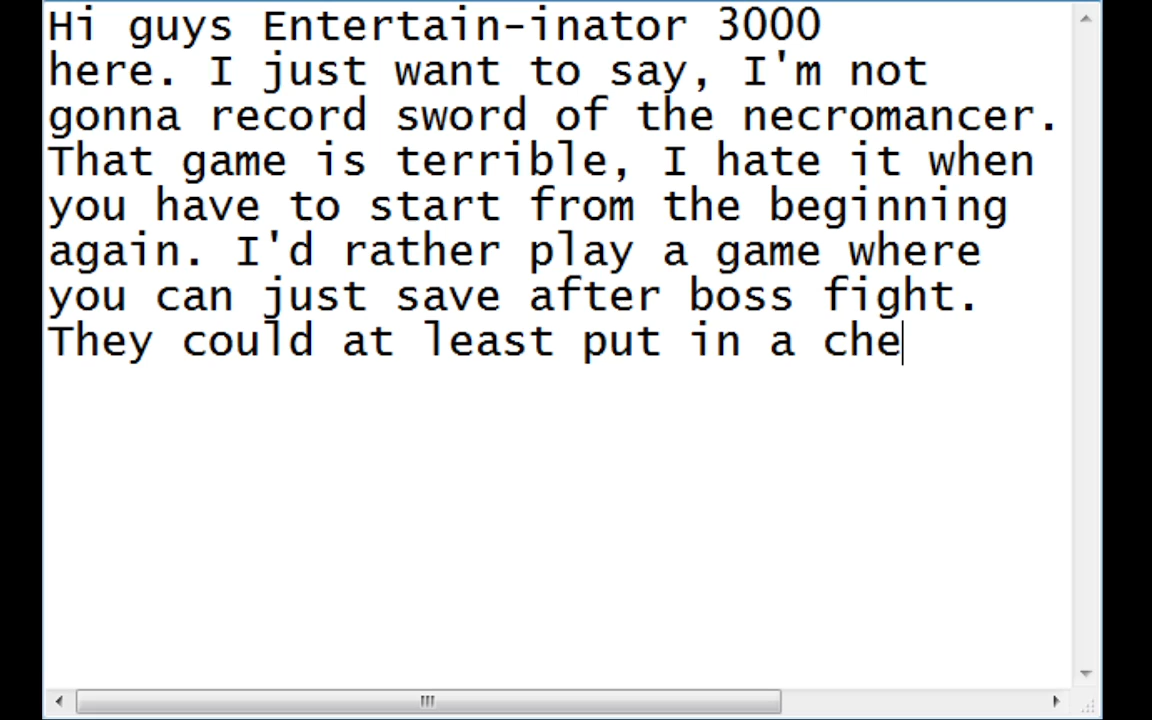 Hi guys Entertain-inator 3000
here. I just want to say, I'm not
gonna record sword of the necromancer.
That game is terrible, I hate it when
you have to start from the beginning
again. I'd rather play a game where
you can just save after boss fight.
They could at least put in a che